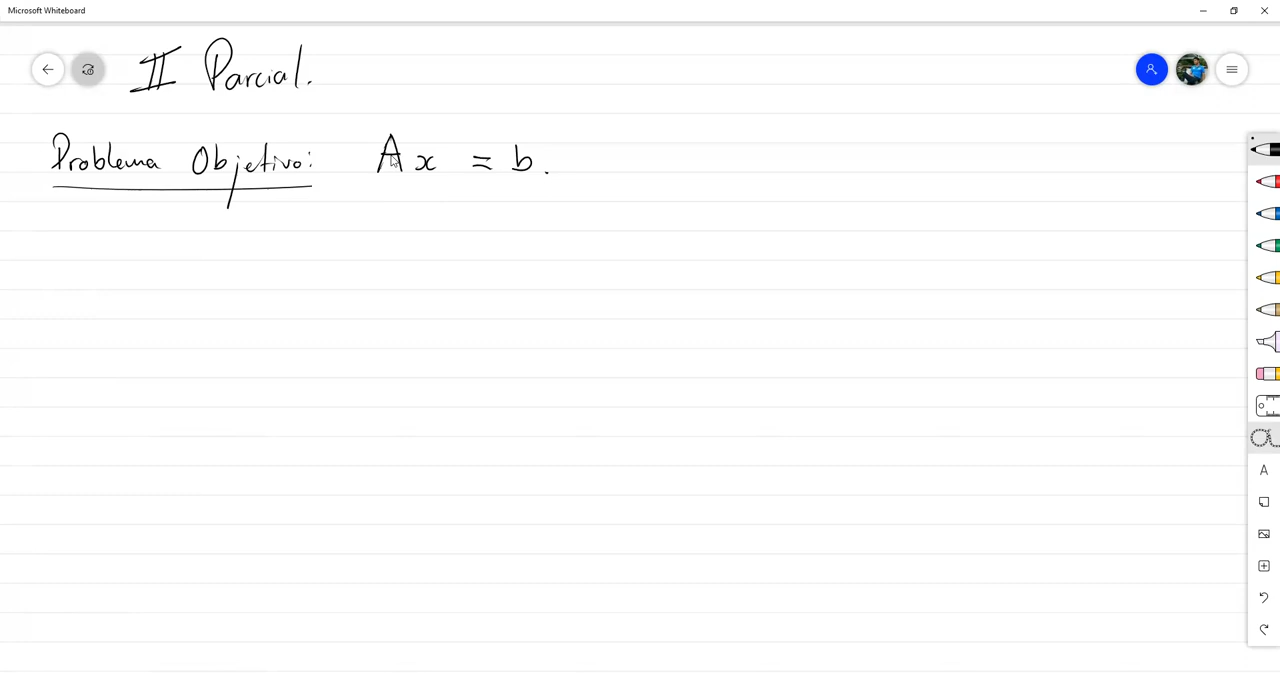 Microsoft Whiteboard
II Parcial.
Problema Objetivo: Ax = b.
A